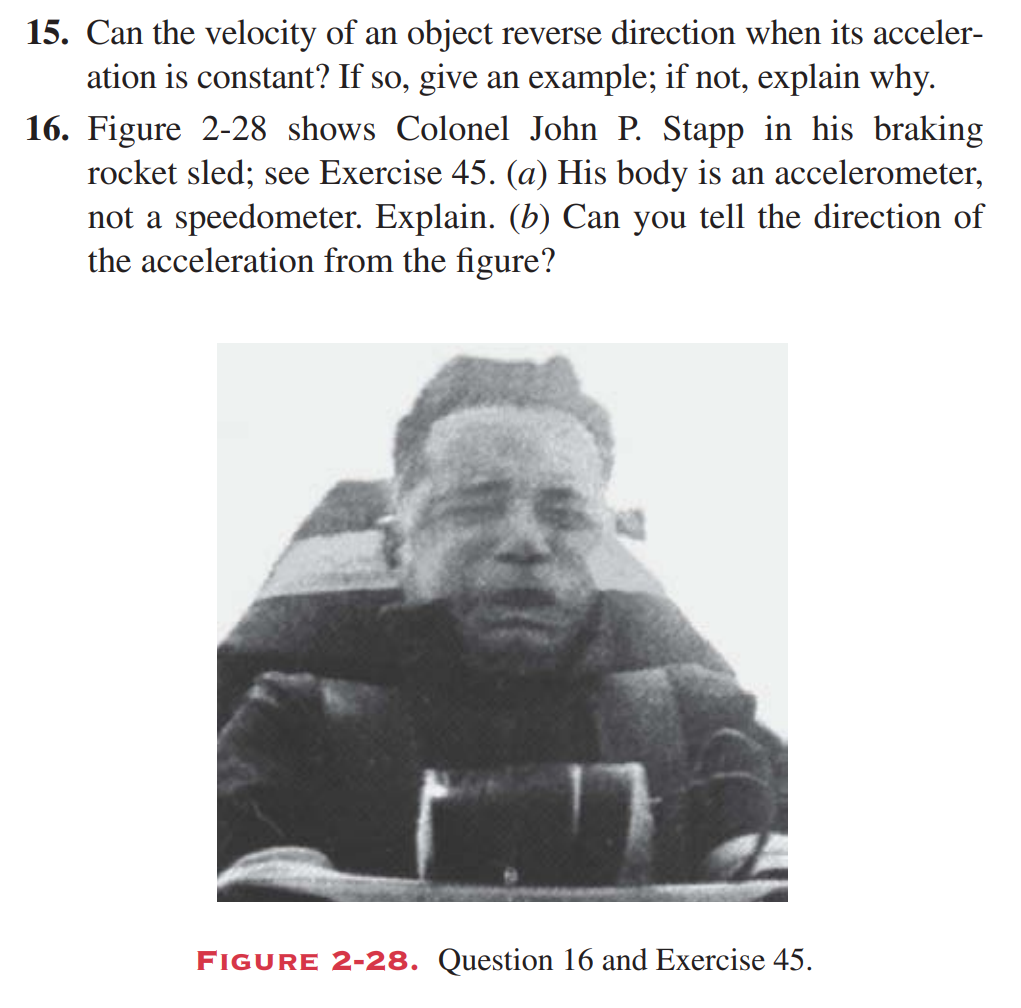 15. Can the velocity of an object reverse direction when its acceler-
ation is constant? If so, give an example; if not, explain why.
16. Figure 2-28 shows Colonel John P. Stapp in his braking
rocket sled; see Exercise 45. (a) His body is an accelerometer,
not a speedometer. Explain. (b) Can you tell the direction of
the acceleration from the figure?
FIGURE 2-28. Question 16 and Exercise 45.